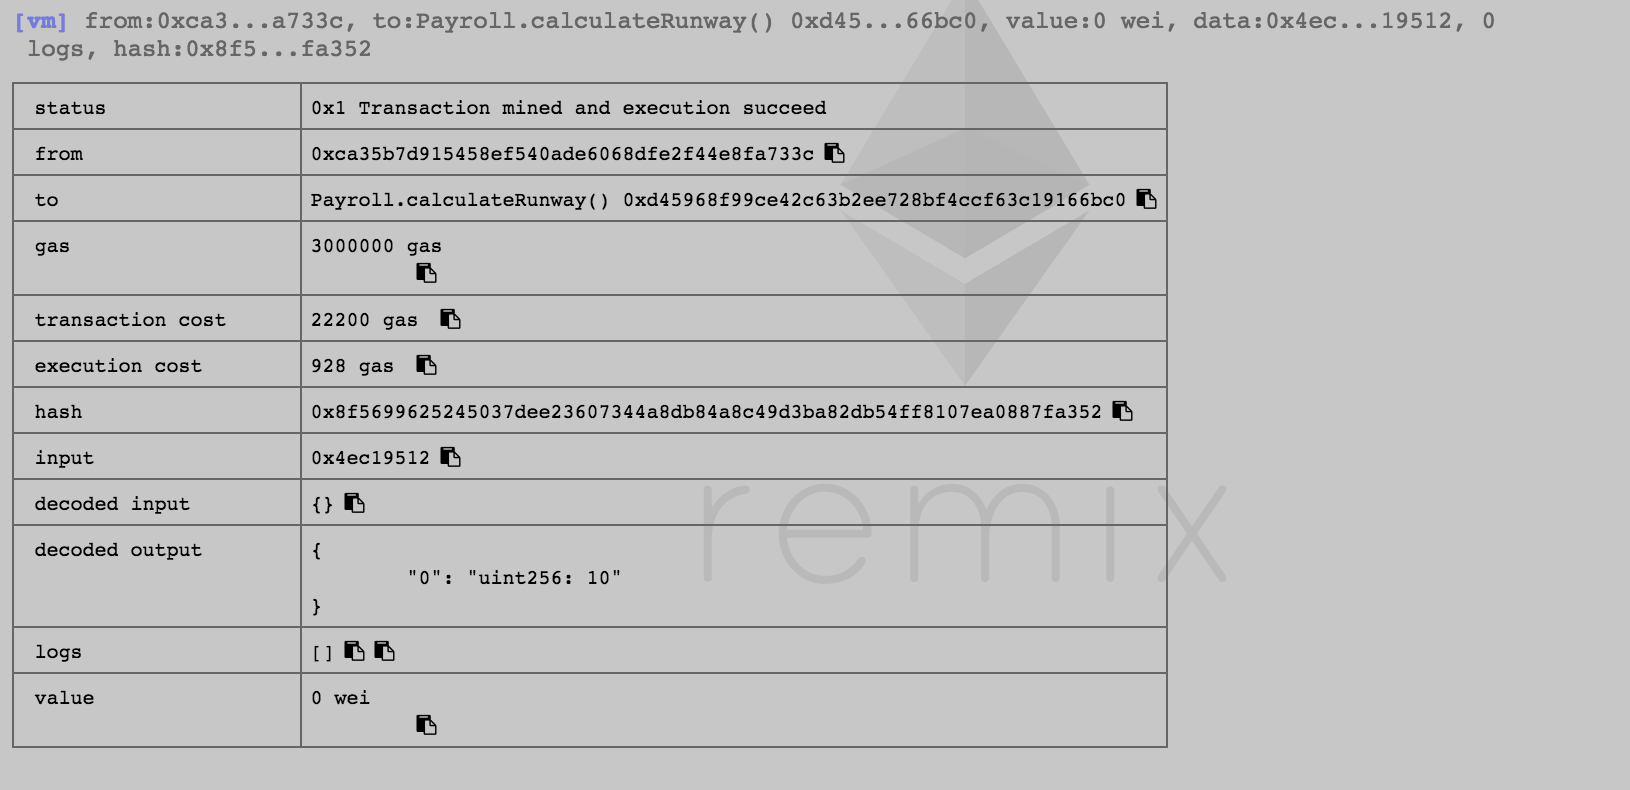 [vm] from:0xca3...a733c, to:Payroll.calculateRunway() 0xd45...66bc0, value:0 wei, data:0x4ec...19512, 0
logs, hash:0x8f5...fa352
status 0x1 Transaction mined and execution succeed
from 0xca35b7d915458ef540ade6068dfe2f44e8fa733c
to Payroll.calculateRunway() 0xd45968f99ce42c63b2ee728bf4ccf63c19166bc0
gas 3000000 gas
transaction cost 22200 gas
execution cost 928 gas
hash 0x8f5699625245037dee23607344a8db84a8c49d3ba82db54ff8107ea0887fa352
input 0x4ec19512
decoded input {}
decoded output {
"0": "uint256: 10"
}
logs []
value 0 wei
remix